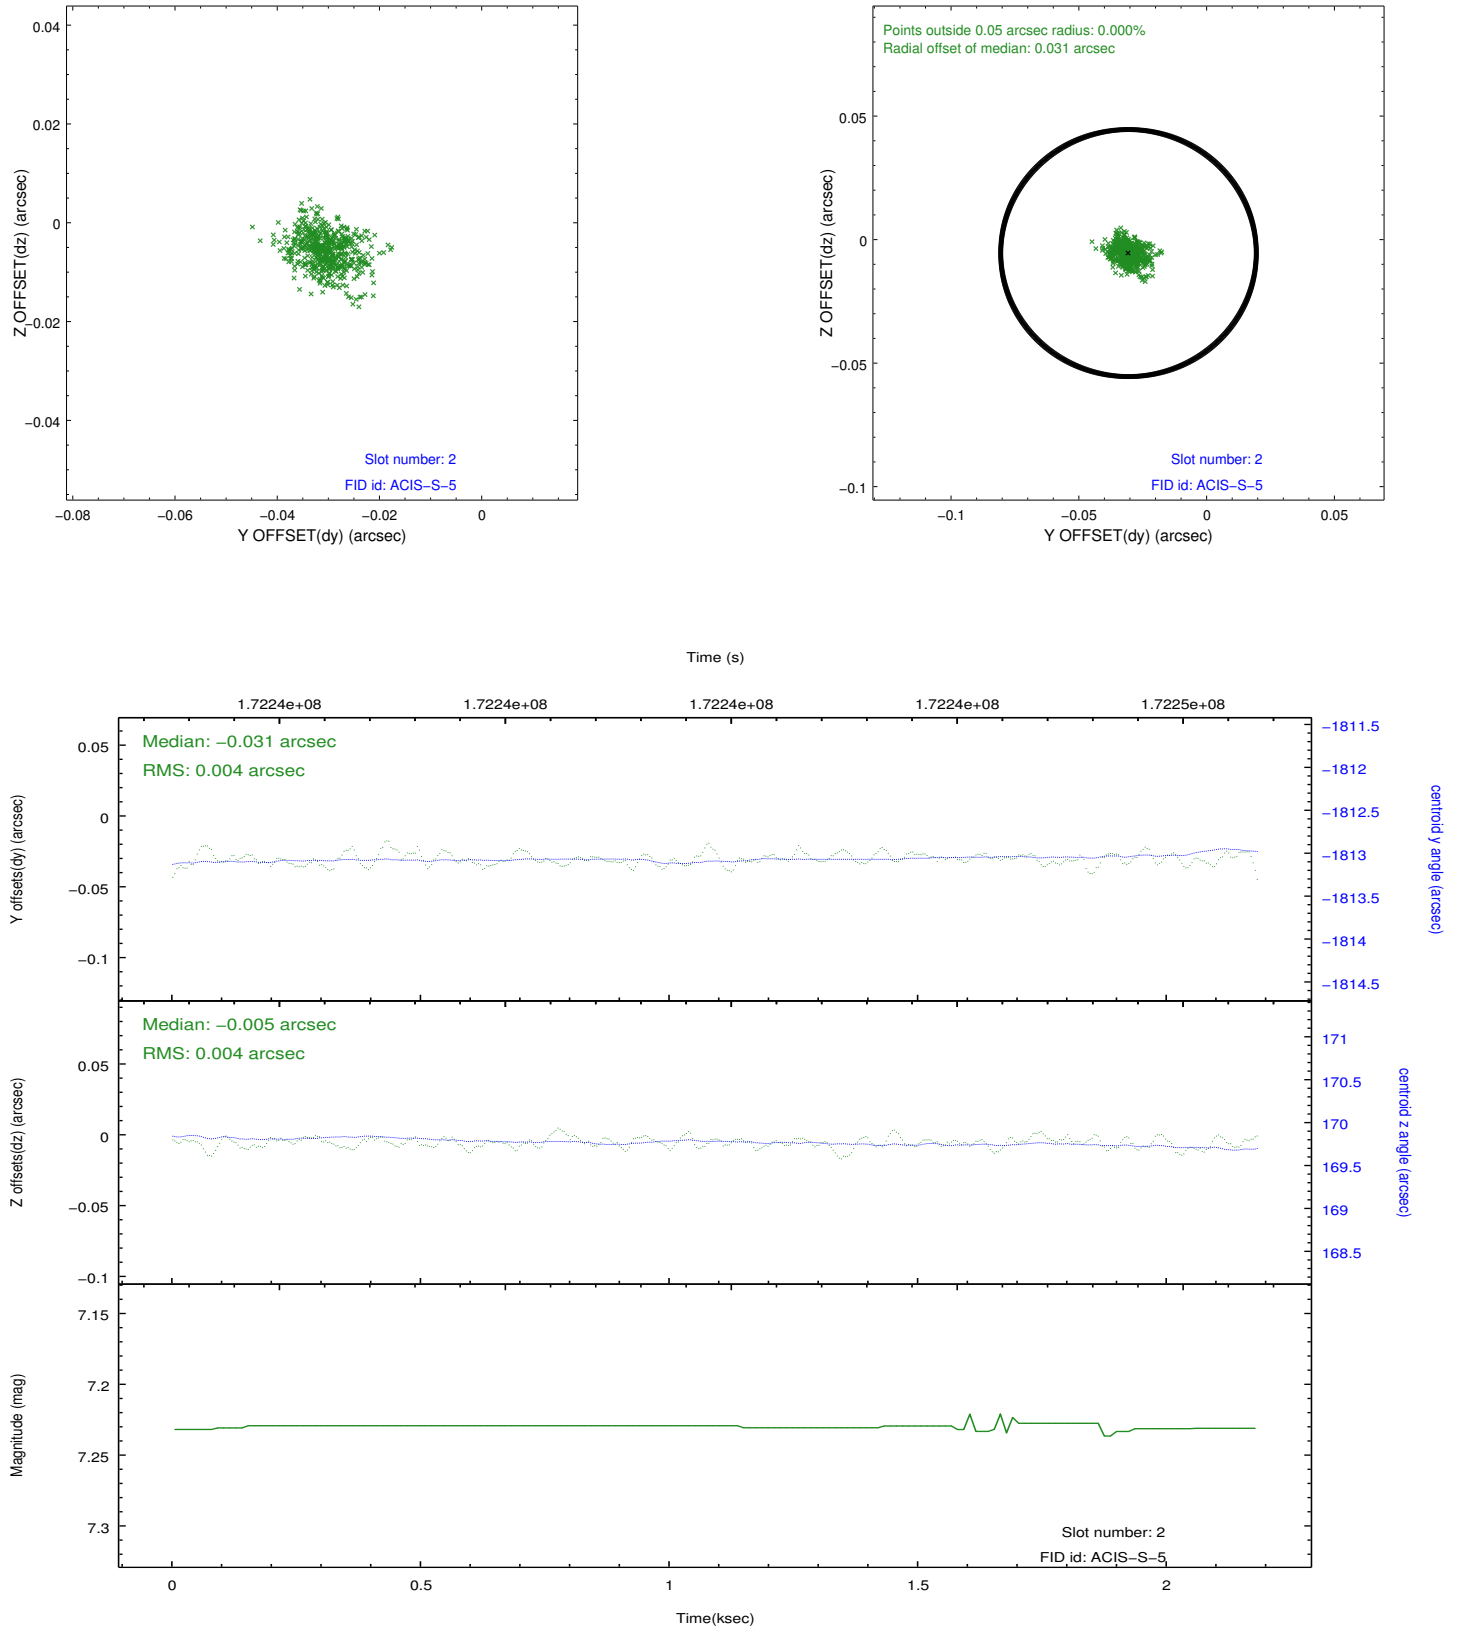 0.04
0.02
0
−0.02
−0.04
Z OFFSET(dz) (arcsec)
Slot number: 2
FID id: ACIS−S−5
−0.08 −0.06 −0.04 −0.02 0
Y OFFSET(dy) (arcsec)
Points outside 0.05 arcsec radius: 0.000%
Radial offset of median: 0.031 arcsec
0.05
0
−0.05
−0.1
Z OFFSET(dz) (arcsec)
Slot number: 2
FID id: ACIS−S−5
−0.1 −0.05 0 0.05
Y OFFSET(dy) (arcsec)
Time (s)
1.7224e+08 1.7224e+08 1.7224e+08 1.7224e+08 1.7225e+08
Median: −0.031 arcsec
RMS: 0.004 arcsec
0.05
0
−0.05
−0.1
Y offsets(dy) (arcsec)
−1811.5
−1812
−1812.5
−1813
−1813.5
−1814
−1814.5
centroid y angle (arcsec)
Median: −0.005 arcsec
RMS: 0.004 arcsec
0.05
0
−0.05
−0.1
Z offsets(dz) (arcsec)
171
170.5
170
169.5
169
168.5
centroid z angle (arcsec)
7.15
7.2
7.25
7.3
Magnitude (mag)
Slot number: 2
FID id: ACIS−S−5
0 0.5 1 1.5 2
Time(ksec)